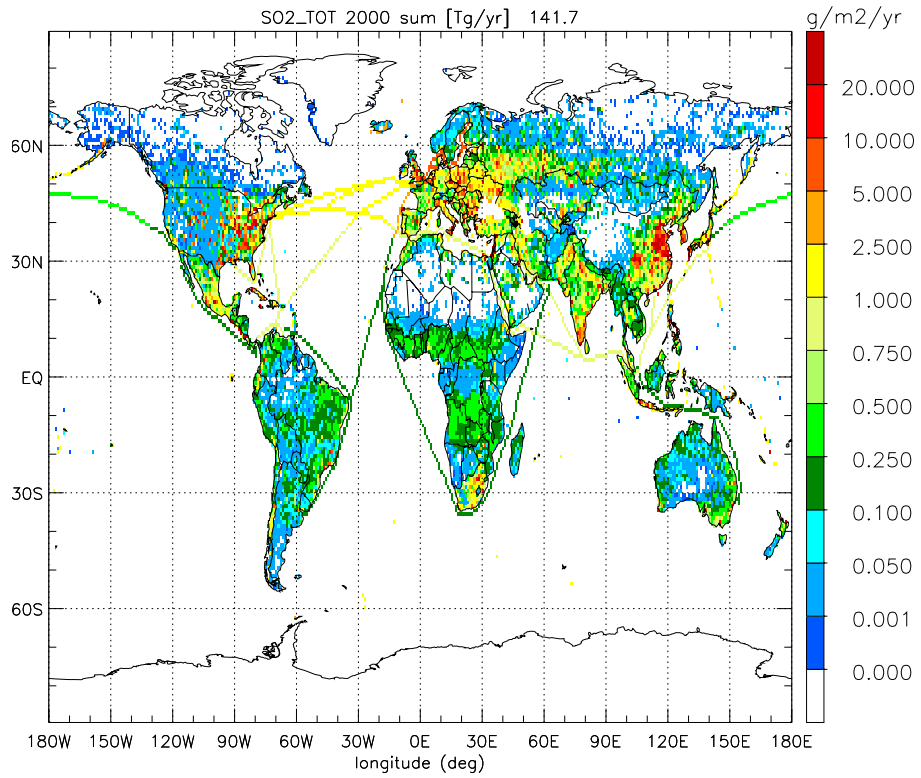 SO2_TOT 2000 sum [Tg/yr] 141.7
g/m2/yr
20.000
10.000
5.000
2.500
1.000
0.750
0.500
0.250
0.100
0.050
0.001
0.000
60N
30N
EQ
30S
60S
180W 150W 120W 90W 60W 30W 0E 30E 60E 90E 120E 150E 180E
longitude (deg)